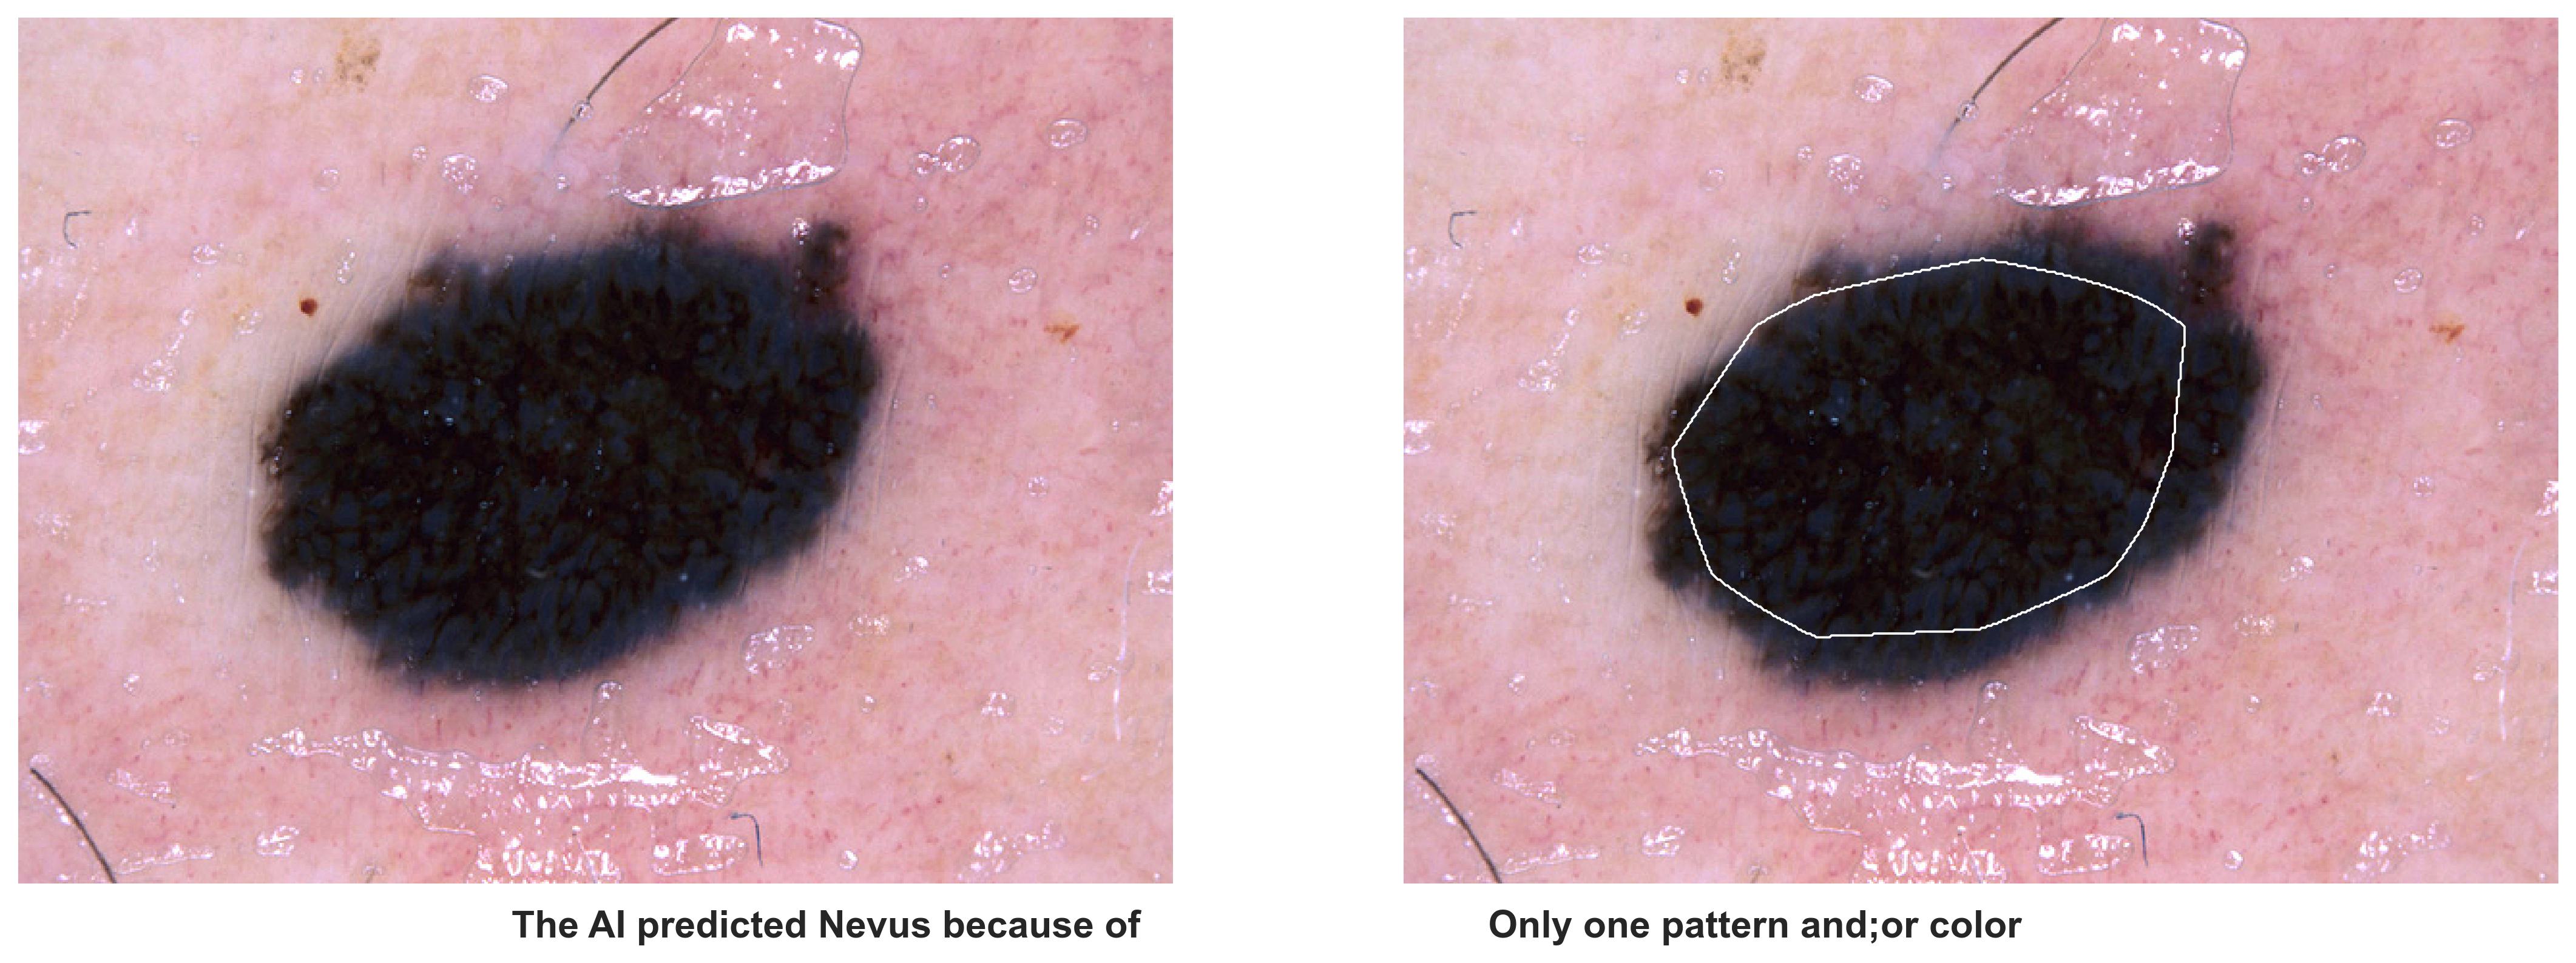 The AI predicted Nevus because of
Only one pattern and;or color